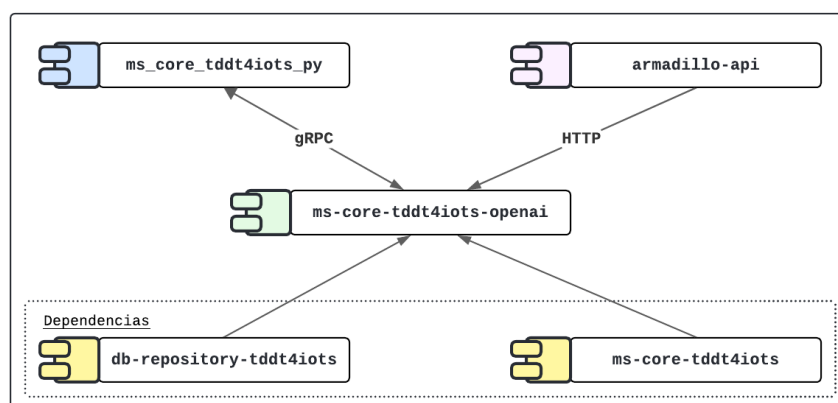 ms_core_tddt4iots_py
armadillo-api
gRPC
HTTP
ms-core-tddt4iots-openai
Dependencias
db-repository-tddt4iots
ms-core-tddt4iots